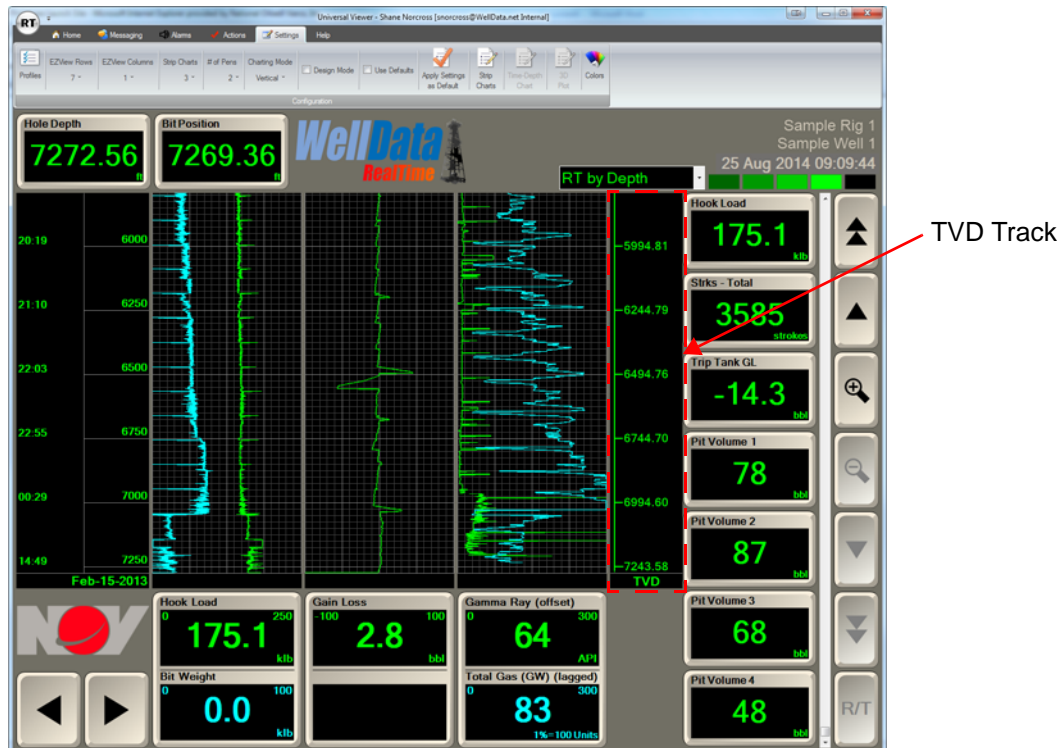 Universal Viewer - Shane Norcross [snorcross@WellData.net Internal]
RT
Home Messaging Alarms Actions Settings Help
Profiles
EZView Rows
7
EZView Columns
1
Strip Charts
3
# of Pens
2
Charting Mode
Vertical
Design Mode
Use Defaults
Apply Settings as Default
Strip Charts
Time-Depth Chart
3D Plot
Colors
Configuration
Hole Depth
7272.56
ft
Bit Position
7269.36
ft
WellData
RealTime
Sample Rig 1
Sample Well 1
25 Aug 2014 09:09:44
RT by Depth
20:19 6000
21:10 6250
22:03 6500
22:55 6750
00:29 7000
14:49 7250
Feb-15-2013
5994.81
6244.79
6494.76
6744.70
6994.60
7243.58
TVD
TVD Track
Hook Load
175.1
klb
Strks - Total
3585
strokes
Trip Tank GL
-14.3
bbl
Pit Volume 1
78
bbl
Pit Volume 2
87
bbl
Pit Volume 3
68
bbl
Pit Volume 4
48
bbl
R/T
NOV
Hook Load
0 250
175.1
klb
Bit Weight
0 100
0.0
klb
Gain Loss
-100 100
2.8
bbl
Gamma Ray (offset)
0 300
64
API
Total Gas (GW) (lagged)
0 300
83
1%=100 Units